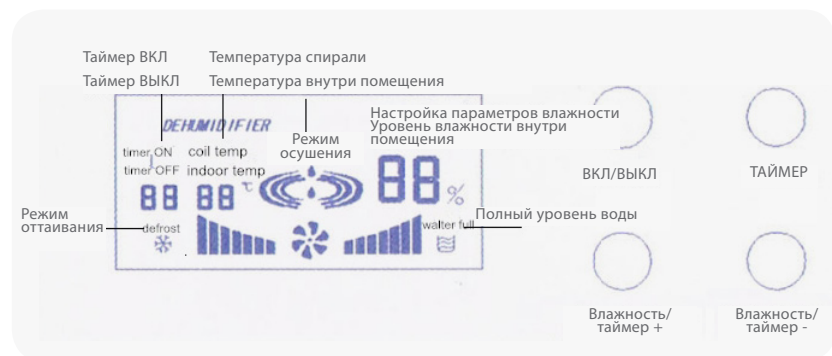 Таймер ВКЛ
Температура спирали
Таймер ВЫКЛ
Температура внутри помещения
DEHUMIDIFIER
Режим
осушения
Настройка параметров влажности
Уровень влажности внутри
помещения
timer ON
coil temp
timer OFF
indoor temp
88
88
℃
88
%
Режим
оттаивания
defrost
walter full
Полный уровень воды
ВКЛ/ВЫКЛ
ТАЙМЕР
Влажность/
таймер +
Влажность/
таймер -